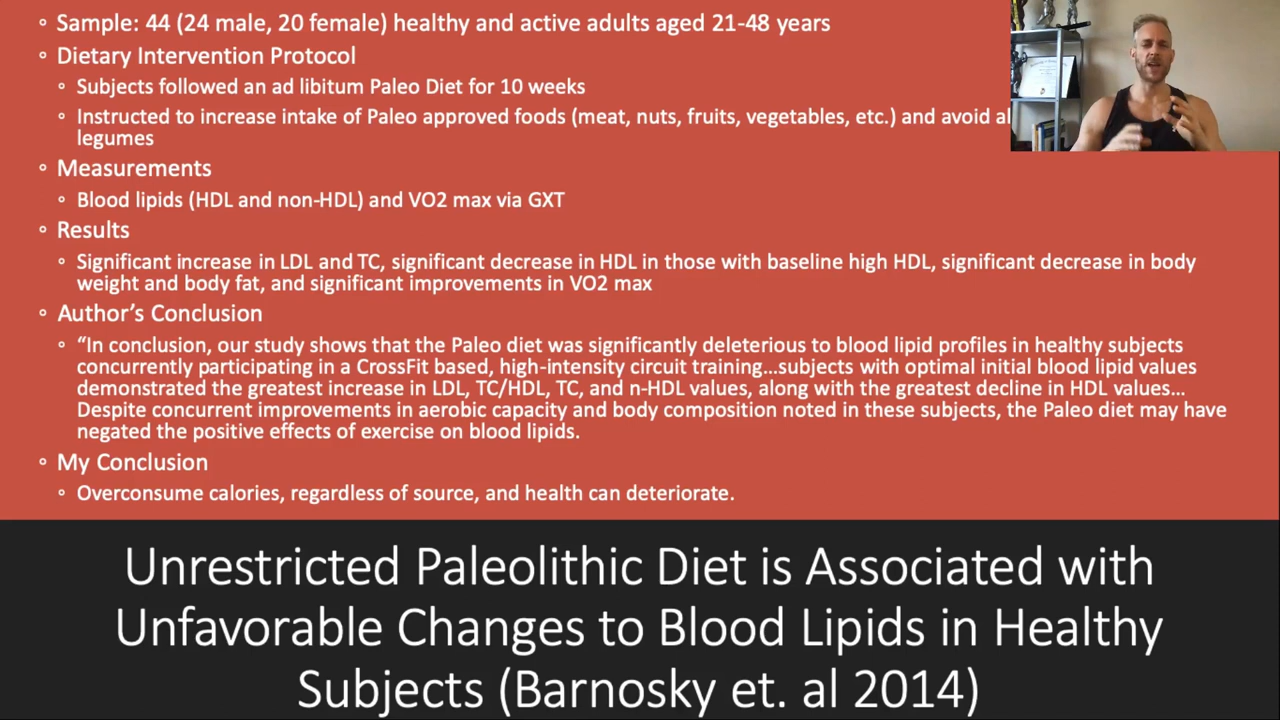 Sample: 44 (24 male, 20 female) healthy and active adults aged 21-48 years
Dietary Intervention Protocol
Subjects followed an ad libitum Paleo Diet for 10 weeks
Instructed to increase intake of Paleo approved foods (meat, nuts, fruits, vegetables, etc.) and avoid
legumes
Measurements
Blood lipids (HDL and non-HDL) and VO2 max via GXT
Results
Significant increase in LDL and TC, significant decrease in HDL in those with baseline high HDL, significant decrease in body
weight and body fat, and significant improvements in VO2 max
Author’s Conclusion
“In conclusion, our study shows that the Paleo diet was significantly deleterious to blood lipid profiles in healthy subjects
concurrently participating in a CrossFit based, high-intensity circuit training…subjects with optimal initial blood lipid values
demonstrated the greatest increase in LDL, TC/HDL, TC, and n-HDL values, along with the greatest decline in HDL values…
Despite concurrent improvements in aerobic capacity and body composition noted in these subjects, the Paleo diet may have
negated the positive effects of exercise on blood lipids.
My Conclusion
Overconsume calories, regardless of source, and health can deteriorate.
Unrestricted Paleolithic Diet is Associated with
Unfavorable Changes to Blood Lipids in Healthy
Subjects (Barnosky et. al 2014)